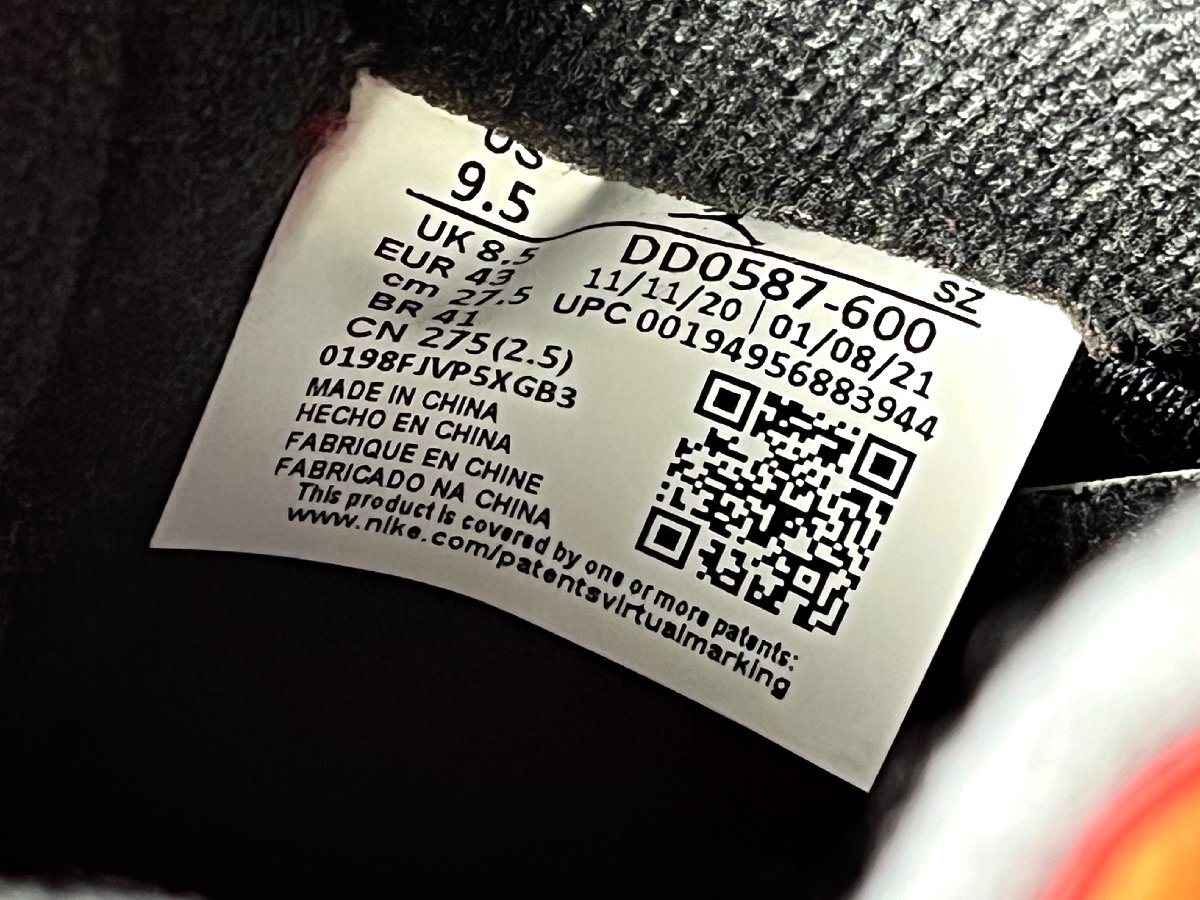 US
9.5
UK 8.5
EUR 43
cm 27.5
BR 41
CN 275(2.5)
0198FJVP5XGB3
MADE IN CHINA
HECHO EN CHINA
FABRIQUE EN CHINE
FABRICADO NA CHINA
This product is covered by one or more patents:
www.nike.com/patentsvirtualmarking
SZ
DD0587-600
11/11/20 | 01/08/21
UPC 00194956883944